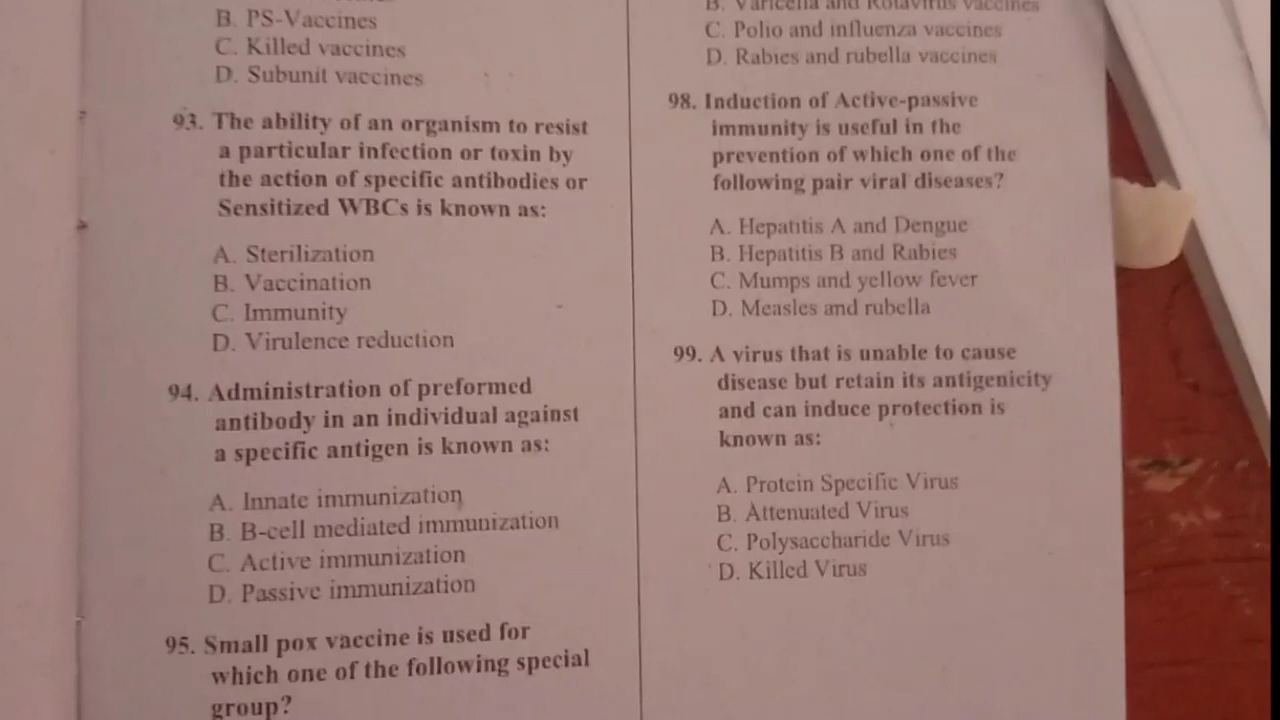 B. PS-Vaccines
C. Killed vaccines
D. Subunit vaccines
93. The ability of an organism to resist
a particular infection or toxin by
the action of specific antibodies or
Sensitized WBCs is known as:
A. Sterilization
B. Vaccination
C. Immunity
D. Virulence reduction
94. Administration of preformed
antibody in an individual against
a specific antigen is known as:
A. Innate immunization
B. B-cell mediated immunization
C. Active immunization
D. Passive immunization
95. Small pox vaccine is used for
which one of the following special
group?
B. Varicella and Rotavirus vaccines
C. Polio and influenza vaccines
D. Rabies and rubella vaccines
98. Induction of Active-passive
immunity is useful in the
prevention of which one of the
following pair viral diseases?
A. Hepatitis A and Dengue
B. Hepatitis B and Rabies
C. Mumps and yellow fever
D. Measles and rubella
99. A virus that is unable to cause
disease but retain its antigenicity
and can induce protection is
known as:
A. Protein Specific Virus
B. Attenuated Virus
C. Polysaccharide Virus
D. Killed Virus